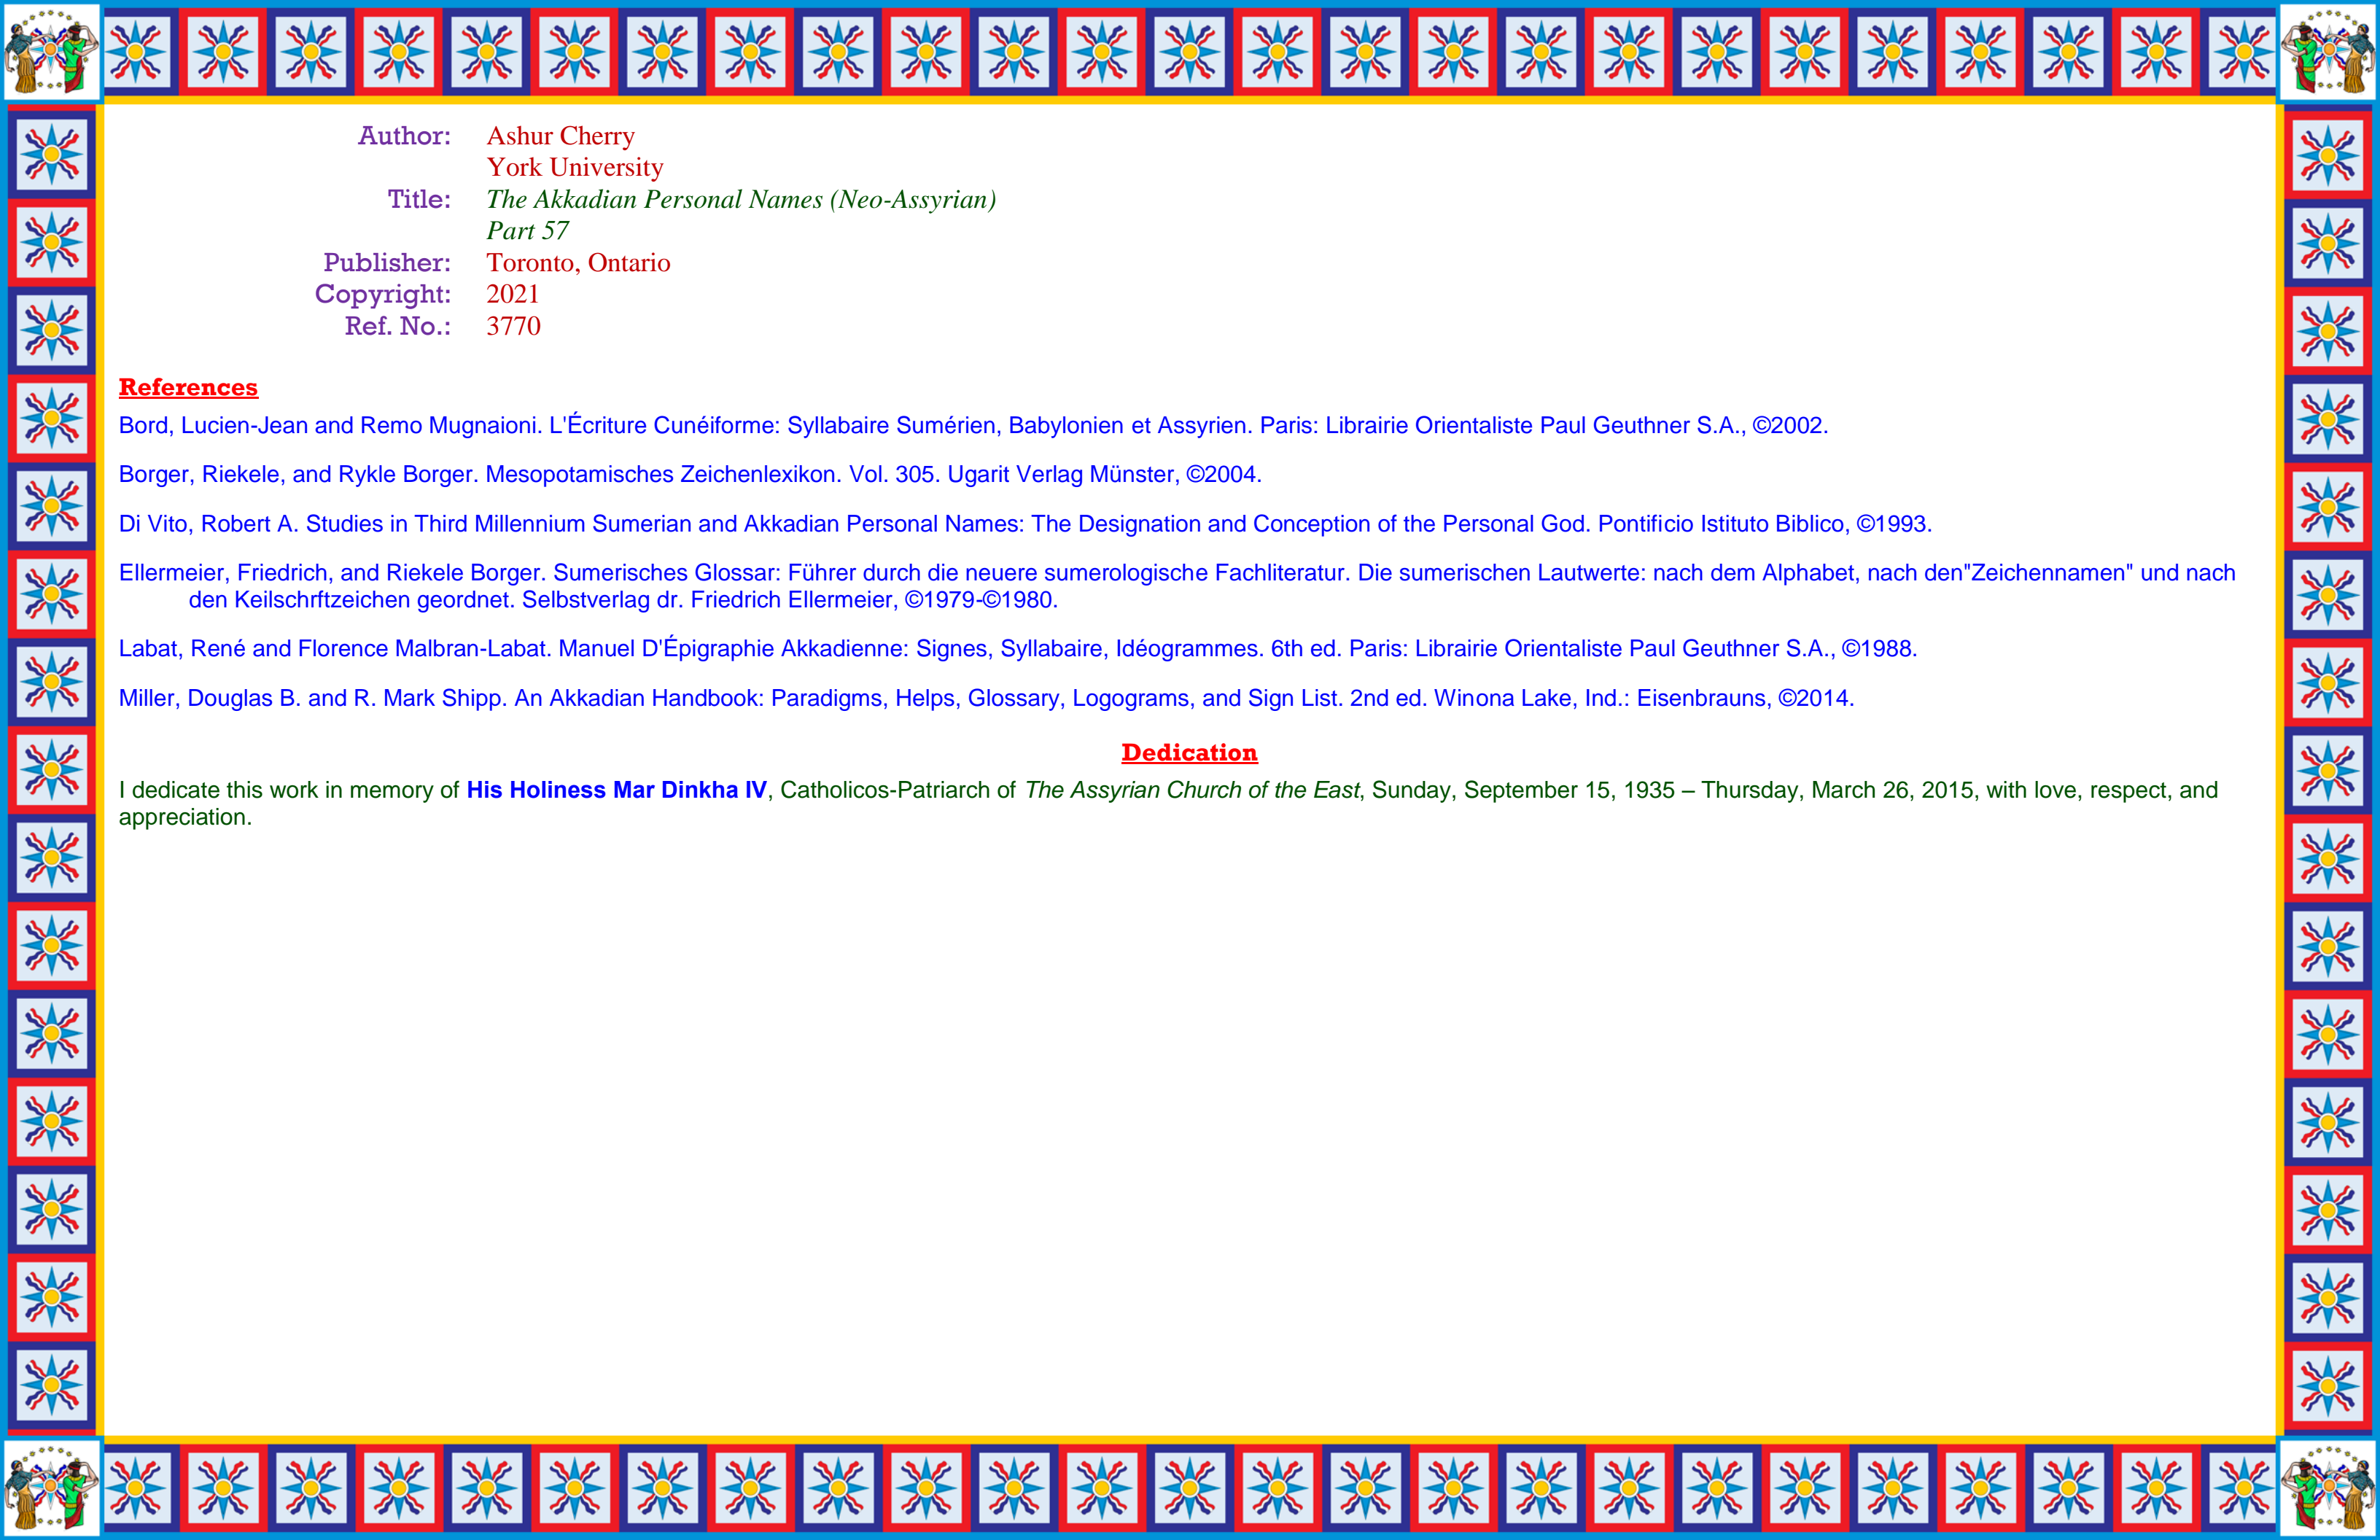 Author: Ashur Cherry
York University
Title: The Akkadian Personal Names (Neo-Assyrian)
Part 57
Publisher: Toronto, Ontario
Copyright: 2021
Ref. No.: 3770
References
Bord, Lucien-Jean and Remo Mugnaioni. L'Écriture Cunéiforme: Syllabaire Sumérien, Babylonien et Assyrien. Paris: Librairie Orientaliste Paul Geuthner S.A., ©2002.
Borger, Riekele, and Rykle Borger. Mesopotamisches Zeichenlexikon. Vol. 305. Ugarit Verlag Münster, ©2004.
Di Vito, Robert A. Studies in Third Millennium Sumerian and Akkadian Personal Names: The Designation and Conception of the Personal God. Pontificio Istituto Biblico, ©1993.
Ellermeier, Friedrich, and Riekele Borger. Sumerisches Glossar: Führer durch die neuere sumerologische Fachliteratur. Die sumerischen Lautwerte: nach dem Alphabet, nach den"Zeichennamen" und nach
den Keilschrftzeichen geordnet. Selbstverlag dr. Friedrich Ellermeier, ©1979-©1980.
Labat, René and Florence Malbran-Labat. Manuel D'Épigraphie Akkadienne: Signes, Syllabaire, Idéogrammes. 6th ed. Paris: Librairie Orientaliste Paul Geuthner S.A., ©1988.
Miller, Douglas B. and R. Mark Shipp. An Akkadian Handbook: Paradigms, Helps, Glossary, Logograms, and Sign List. 2nd ed. Winona Lake, Ind.: Eisenbrauns, ©2014.
Dedication
I dedicate this work in memory of His Holiness Mar Dinkha IV, Catholicos-Patriarch of The Assyrian Church of the East, Sunday, September 15, 1935 – Thursday, March 26, 2015, with love, respect, and
appreciation.